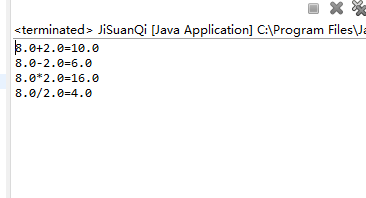 <terminated> JiSuanQi [Java Application] C:\Program Files\Ja
8.0+2.0=10.0
8.0-2.0=6.0
8.0*2.0=16.0
8.0/2.0=4.0